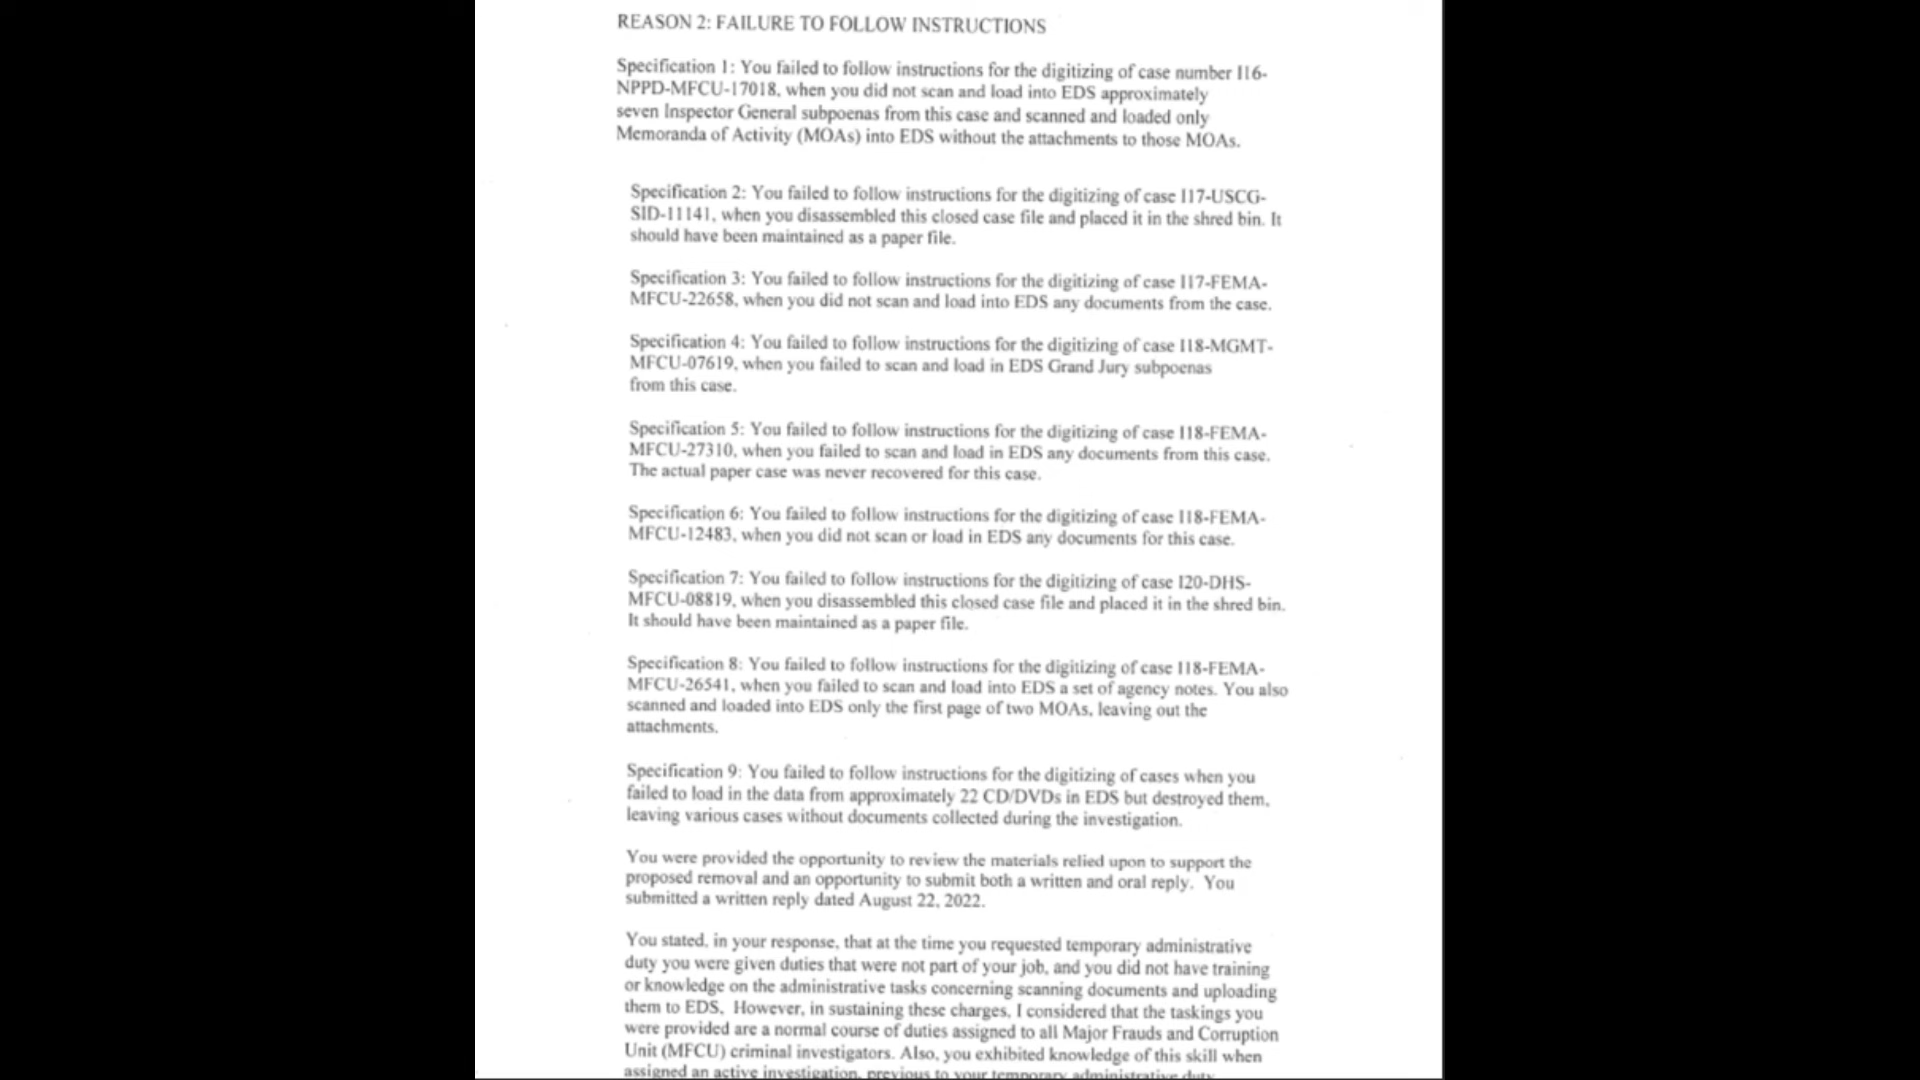 REASON 2: FAILURE TO FOLLOW INSTRUCTIONS
Specification 1: You failed to follow instructions for the digitizing of case number I16-
NPPD-MFCU-17018, when you did not scan and load into EDS approximately
seven Inspector General subpoenas from this case and scanned and loaded only
Memoranda of Activity (MOAs) into EDS without the attachments to those MOAs.
Specification 2: You failed to follow instructions for the digitizing of case I17-USCG-
SID-11141, when you disassembled this closed case file and placed it in the shred bin. It
should have been maintained as a paper file.
Specification 3: You failed to follow instructions for the digitizing of case I17-FEMA-
MFCU-22658, when you did not scan and load into EDS any documents from the case.
Specification 4: You failed to follow instructions for the digitizing of case I18-MGMT-
MFCU-07619, when you failed to scan and load in EDS Grand Jury subpoenas
from this case.
Specification 5: You failed to follow instructions for the digitizing of case I18-FEMA-
MFCU-27310, when you failed to scan and load in EDS any documents from this case.
The actual paper case was never recovered for this case.
Specification 6: You failed to follow instructions for the digitizing of case I18-FEMA-
MFCU-12483, when you did not scan or load in EDS any documents for this case.
Specification 7: You failed to follow instructions for the digitizing of case I20-DHS-
MFCU-08819, when you disassembled this closed case file and placed it in the shred bin.
It should have been maintained as a paper file.
Specification 8: You failed to follow instructions for the digitizing of case I18-FEMA-
MFCU-26541, when you failed to scan and load into EDS a set of agency notes. You also
scanned and loaded into EDS only the first page of two MOAs, leaving out the
attachments.
Specification 9: You failed to follow instructions for the digitizing of cases when you
failed to load in the data from approximately 22 CD/DVDs in EDS but destroyed them,
leaving various cases without documents collected during the investigation.
You were provided the opportunity to review the materials relied upon to support the
proposed removal and an opportunity to submit both a written and oral reply. You
submitted a written reply dated August 22, 2022.
You stated, in your response, that at the time you requested temporary administrative
duty you were given duties that were not part of your job, and you did not have training
or knowledge on the administrative tasks concerning scanning documents and uploading
them to EDS. However, in sustaining these charges, I considered that the taskings you
were provided are a normal course of duties assigned to all Major Frauds and Corruption
Unit (MFCU) criminal investigators. Also, you exhibited knowledge of this skill when
assigned an active investigation, previous to your temporary administrative duty.